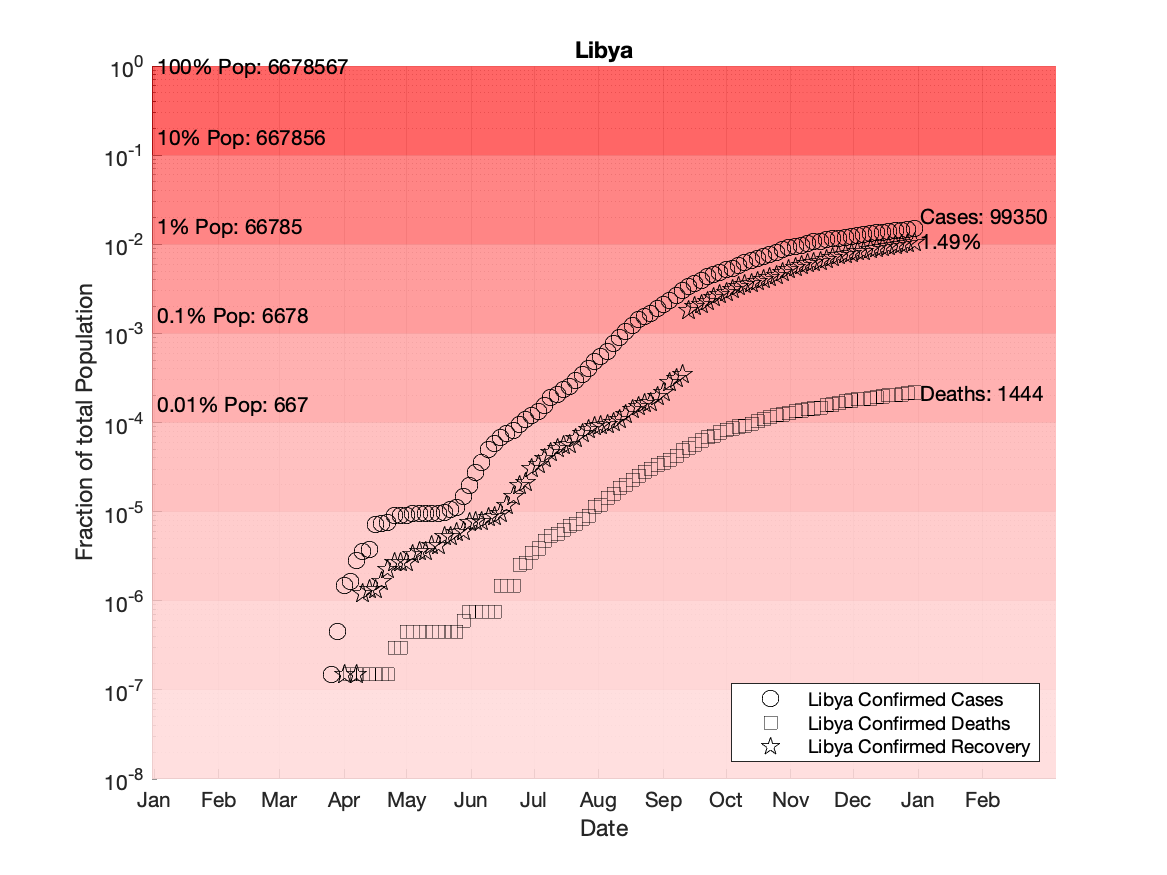 Libya
10^0
100% Pop: 6678567
10% Pop: 667856
10^-1
1% Pop: 66785
Cases: 99350
10^-2
1.49%
0.1% Pop: 6678
10^-3
0.01% Pop: 667
Deaths: 1444
10^-4
10^-5
10^-6
10^-7
10^-8
Fraction of total Population
Libya Confirmed Cases
Libya Confirmed Deaths
Libya Confirmed Recovery
Jan Feb Mar Apr May Jun Jul Aug Sep Oct Nov Dec Jan Feb
Date